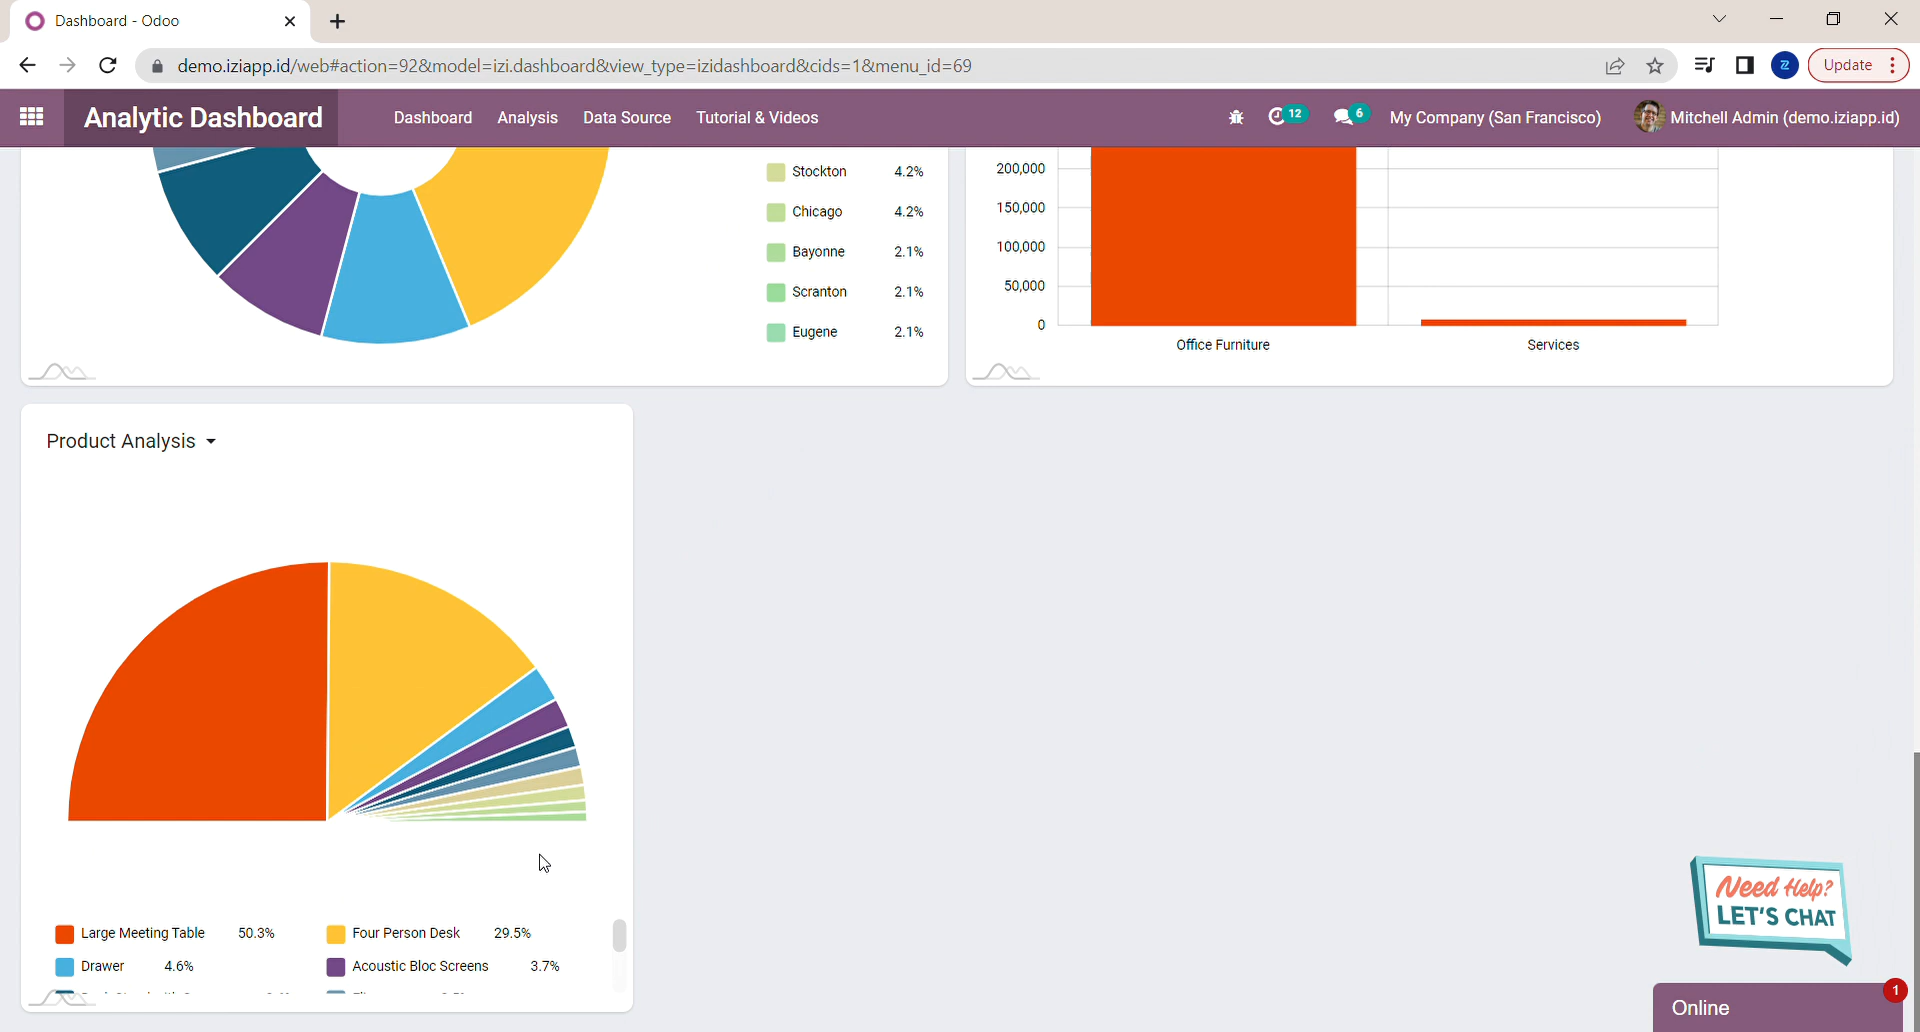 Dashboard - Odoo
demo.iziapp.id/web#action=92&model=izi.dashboard&view_type=izidashboard&cids=1&menu_id=69
Update
Analytic Dashboard
Dashboard
Analysis
Data Source
Tutorial & Videos
12
6
My Company (San Francisco)
Mitchell Admin (demo.iziapp.id)
Stockton 4.2%
Chicago 4.2%
Bayonne 2.1%
Scranton 2.1%
Eugene 2.1%
200,000
150,000
100,000
50,000
0
Office Furniture
Services
Product Analysis
Large Meeting Table 50.3%
Four Person Desk 29.5%
Drawer 4.6%
Acoustic Bloc Screens 3.7%
Need Help?
LET'S CHAT
1
Online